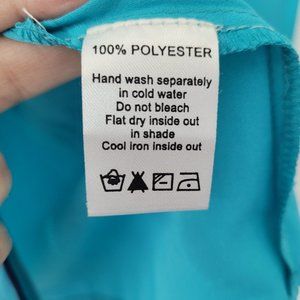 100% POLYESTER
Hand wash separately
in cold water
Do not bleach
Flat dry inside out
in shade
Cool iron inside out